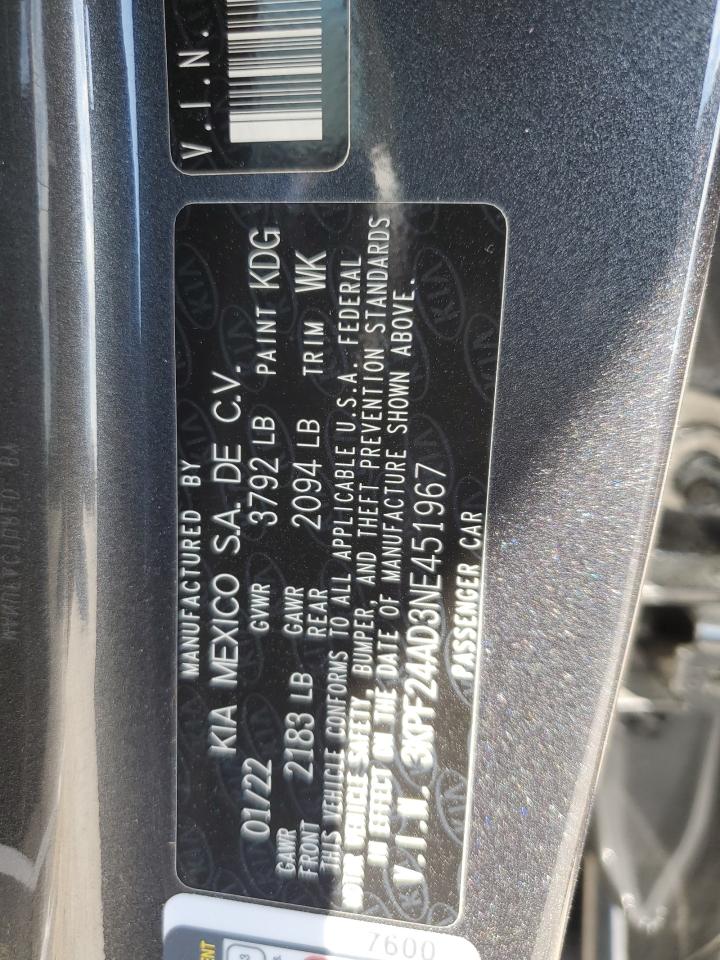 V.I.N.
MANUFACTURED BY
KIA MEXICO S.A. DE C.V.
01/22 GVWR 3792 LB PAINT KDG
GAWR FRONT 2183 LB GAWR REAR 2094 LB TRIM WK
THIS VEHICLE CONFORMS TO ALL APPLICABLE U.S.A. FEDERAL
MOTOR VEHICLE SAFETY, BUMPER, AND THEFT PREVENTION STANDARDS
IN EFFECT ON THE DATE OF MANUFACTURE SHOWN ABOVE.
V.I.N. 3KPF24AD3NE451967
PASSENGER CAR
7600